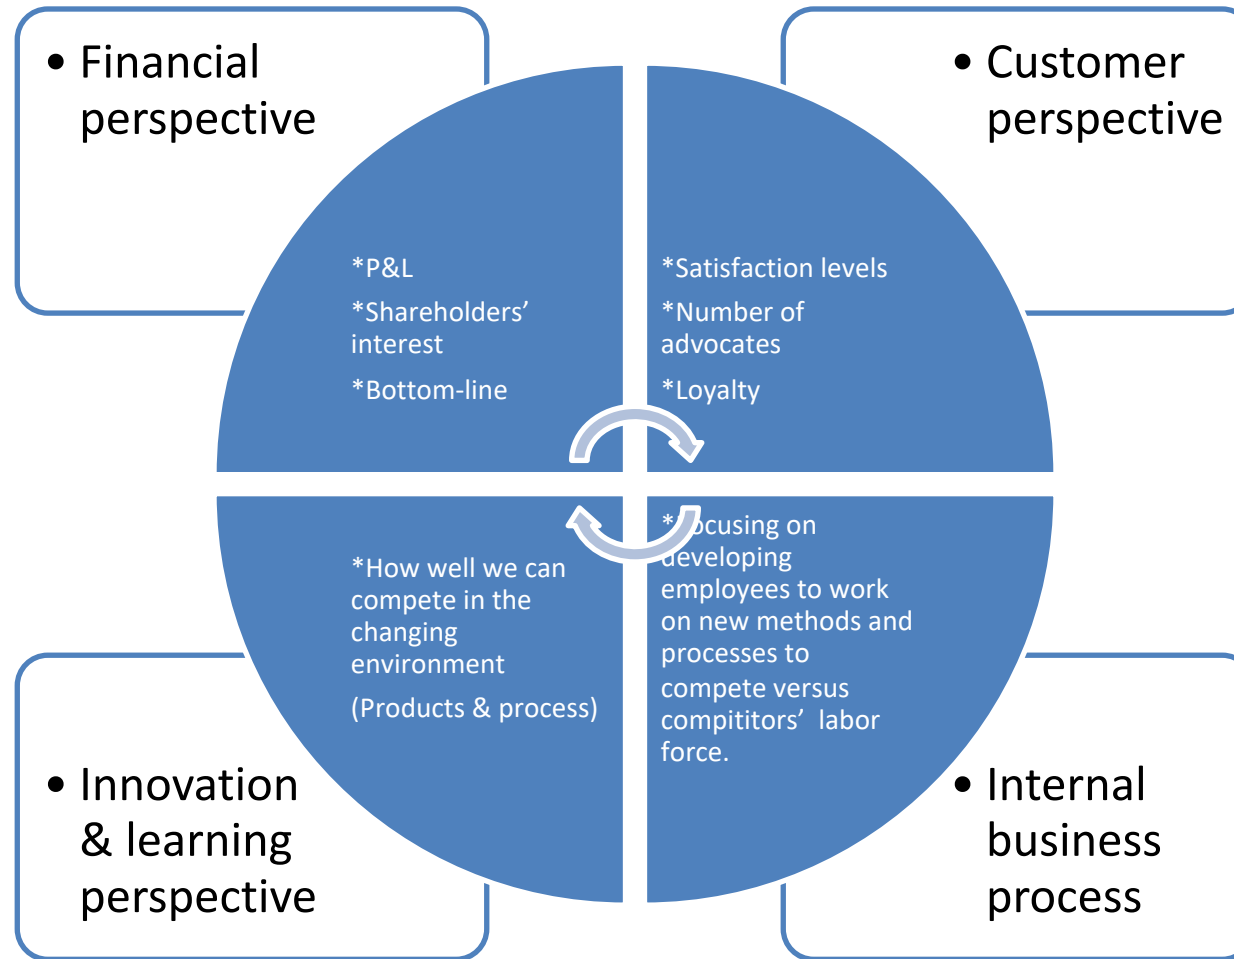 • Financial
perspective
• Customer
perspective
*P&L
*Shareholders’
interest
*Bottom-line
*Satisfaction levels
*Number of
advocates
*Loyalty
*How well we can
compete in the
changing
environment
(Products & process)
*Focusing on
developing
employees to work
on new methods and
processes to
compete versus
compititors’ labor
force.
• Innovation
& learning
perspective
• Internal
business
process